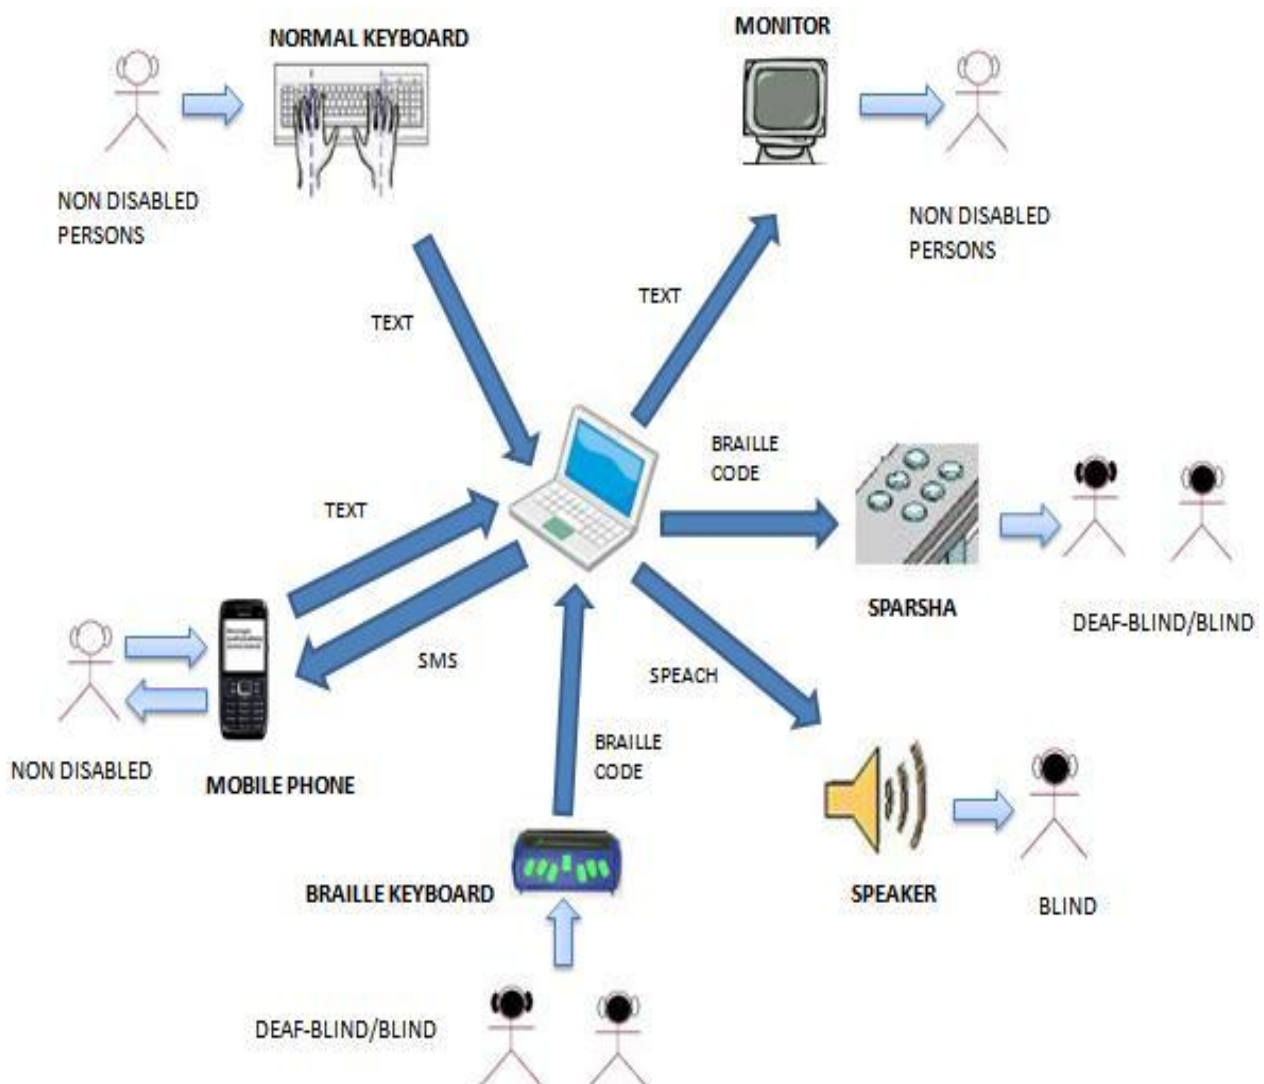 NORMAL KEYBOARD
MONITOR
NON DISABLED
PERSONS
NON DISABLED
PERSONS
TEXT
TEXT
BRAILLE
CODE
TEXT
SPARSHA
DEAF-BLIND/BLIND
SMS
SPEACH
NON DISABLED
MOBILE PHONE
BRAILLE
CODE
BRAILLE KEYBOARD
SPEAKER
BLIND
DEAF-BLIND/BLIND